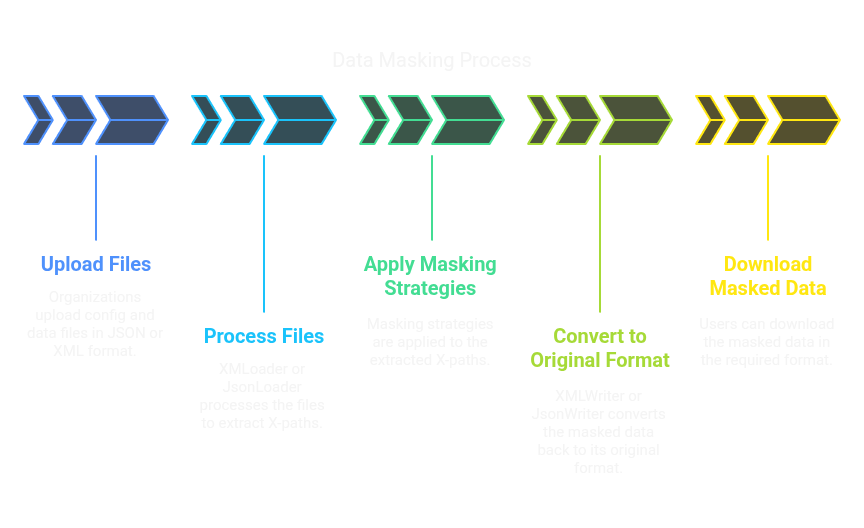 Data Masking Process
Upload Files
Organizations
upload config and
data files in JSON or
XML format.
Process Files
XMLoader or
JsonLoader
processes the files
to extract X-paths.
Apply Masking
Strategies
Masking strategies
are applied to the
extracted X-paths.
Convert to
Original Format
XMLWriter or
JsonWriter converts
the masked data
back to its original
format.
Download
Masked Data
Users can download
the masked data in
the required format.